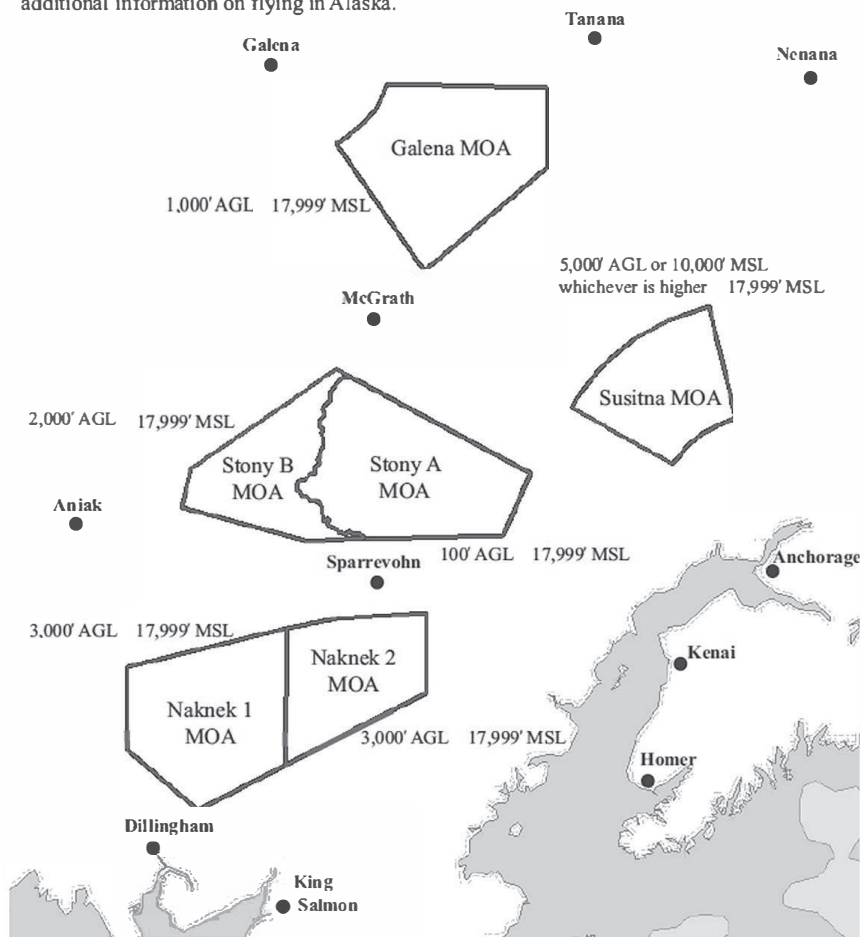 additional information on flying in Alaska.
Tanana
Galena
Nenana
Galena MOA
1,000' AGL 17,999' MSL
5,000' AGL or 10,000' MSL
whichever is higher 17,999' MSL
McGrath
Susitna MOA
2,000' AGL 17,999' MSL
Stony B
MOA
Stony A
MOA
Aniak
100' AGL 17,999' MSL
Sparrevohn
Anchorage
3,000' AGL 17,999' MSL
Naknek 2
MOA
Kenai
Naknek 1
MOA
3,000' AGL 17,999' MSL
Homer
Dillingham
King
Salmon